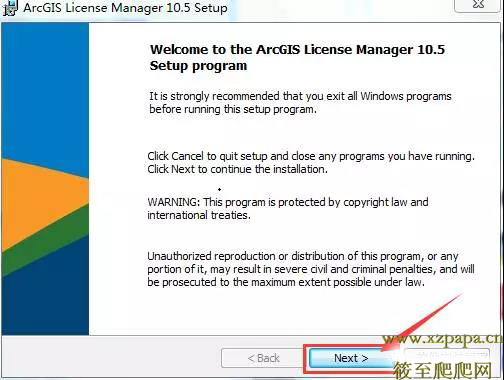 ArcGIS License Manager 10.5 Setup
Welcome to the ArcGIS License Manager 10.5
Setup program
It is strongly recommended that you exit all Windows programs
before running this setup program.
Click Cancel to quit setup and close any programs you have running.
Click Next to continue the installation.
WARNING: This program is protected by copyright law and
international treaties.
Unauthorized reproduction or distribution of this program, or any
portion of it, may result in severe civil and criminal penalties, and will
be prosecuted to the maximum extent possible under law.
www.xzpapa.cn
< Back
Next >
筱至爬爬网